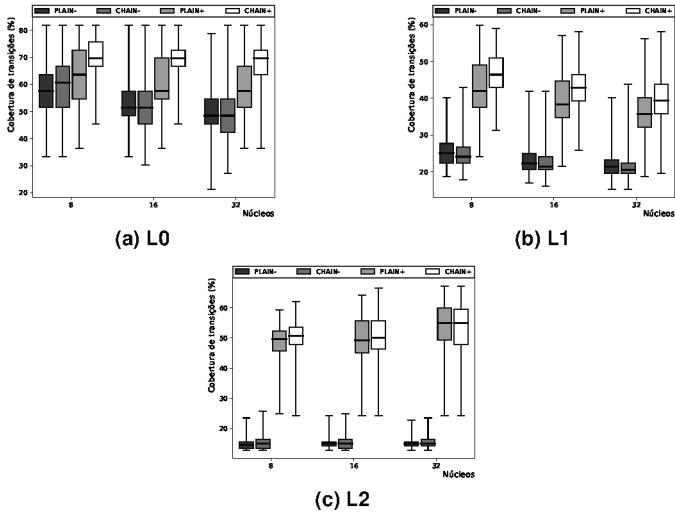 PLAIN- CHAIN- PLAIN+ CHAIN+
Cobertura de transições (%)
80
70
60
50
40
30
20
8 16 32
Núcleos
(a) L0
PLAIN- CHAIN- PLAIN+ CHAIN+
Cobertura de transições (%)
60
50
40
30
20
8 16 32
Núcleos
(b) L1
PLAIN- CHAIN- PLAIN+ CHAIN+
Cobertura de transições (%)
60
50
40
30
20
8 16 32
Núcleos
(c) L2